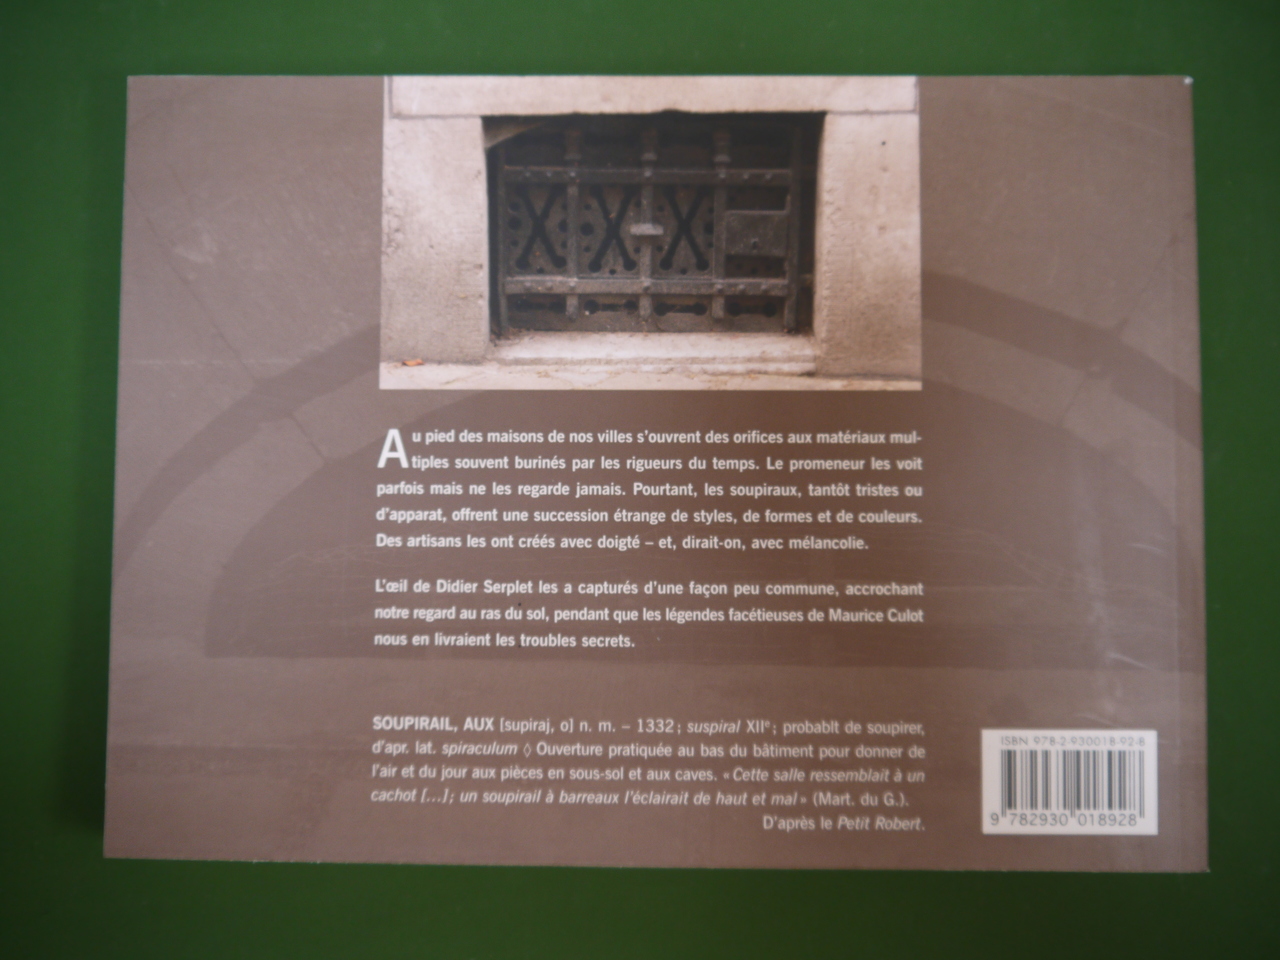 Au pied des maisons de nos villes s'ouvrent des orifices aux matériaux mul-
tiples souvent burinés par les rigueurs du temps. Le promeneur les voit
parfois mais ne les regarde jamais. Pourtant, les soupiraux, tantôt tristes ou
d'apparat, offrent une succession étrange de styles, de formes et de couleurs.
Des artisans les ont créés avec doigté – et, dirait-on, avec mélancolie.
L'œil de Didier Serplet les a capturés d'une façon peu commune, accrochant
notre regard au ras du sol, pendant que les légendes facétieuses de Maurice Culot
nous en livraient les troubles secrets.
SOUPIRAIL, AUX [supiraj, o] n. m. – 1332 ; suspiral XIIe ; probablt de soupirer,
d'apr. lat. spiraculum ◊ Ouverture pratiquée au bas du bâtiment pour donner de
l'air et du jour aux pièces en sous-sol et aux caves. « Cette salle ressemblait à un
cachot [...] ; un soupirail à barreaux l'éclairait de haut et mal » (Mart. du G.).
D'après le Petit Robert.
ISBN 978-2-930018-92-8
9 782930 018928